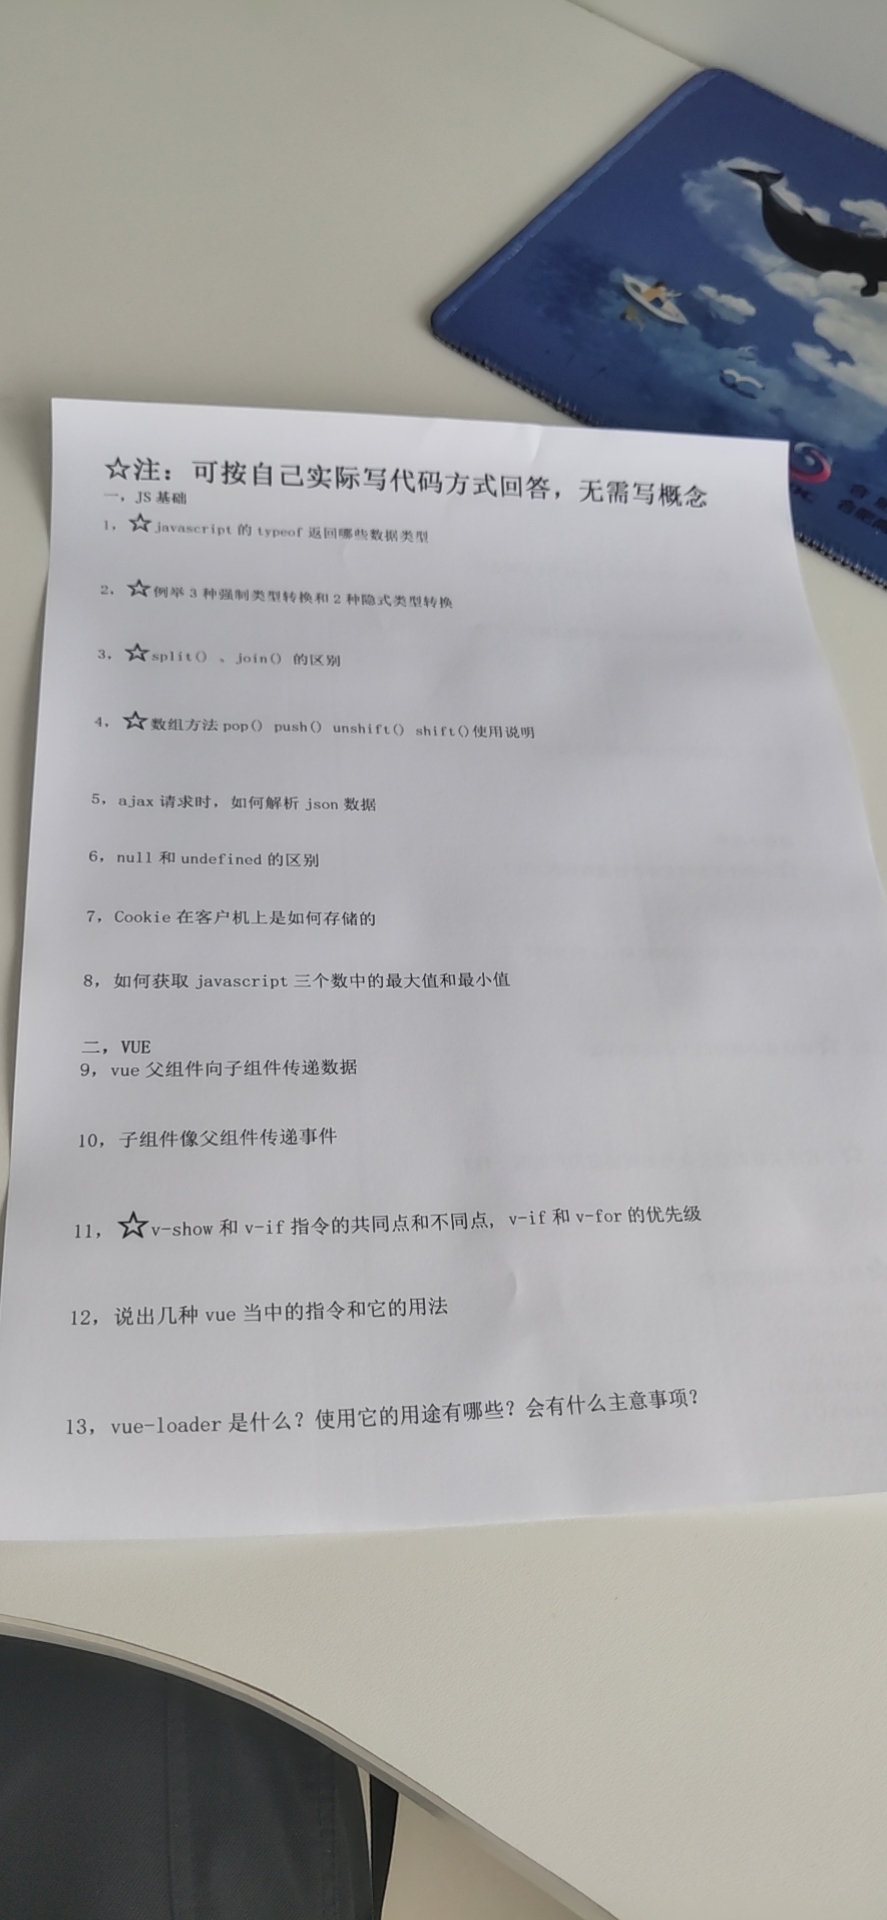 ☆注：可按自己实际写代码方式回答，无需写概念
一，JS 基础
1，☆javascript 的 typeof 返回哪些数据类型
2，☆例举 3 种强制类型转换和 2 种隐式类型转换
3，☆split() 、join() 的区别
4，☆数组方法 pop() push() unshift() shift()使用说明
5，ajax 请求时，如何解析 json 数据
6，null 和 undefined 的区别
7，Cookie 在客户机上是如何存储的
8，如何获取 javascript 三个数中的最大值和最小值
二，VUE
9，vue 父组件向子组件传递数据
10，子组件像父组件传递事件
11，☆v-show 和 v-if 指令的共同点和不同点，v-if 和 v-for 的优先级
12，说出几种 vue 当中的指令和它的用法
13，vue-loader 是什么？使用它的用途有哪些？会有什么主意事项？